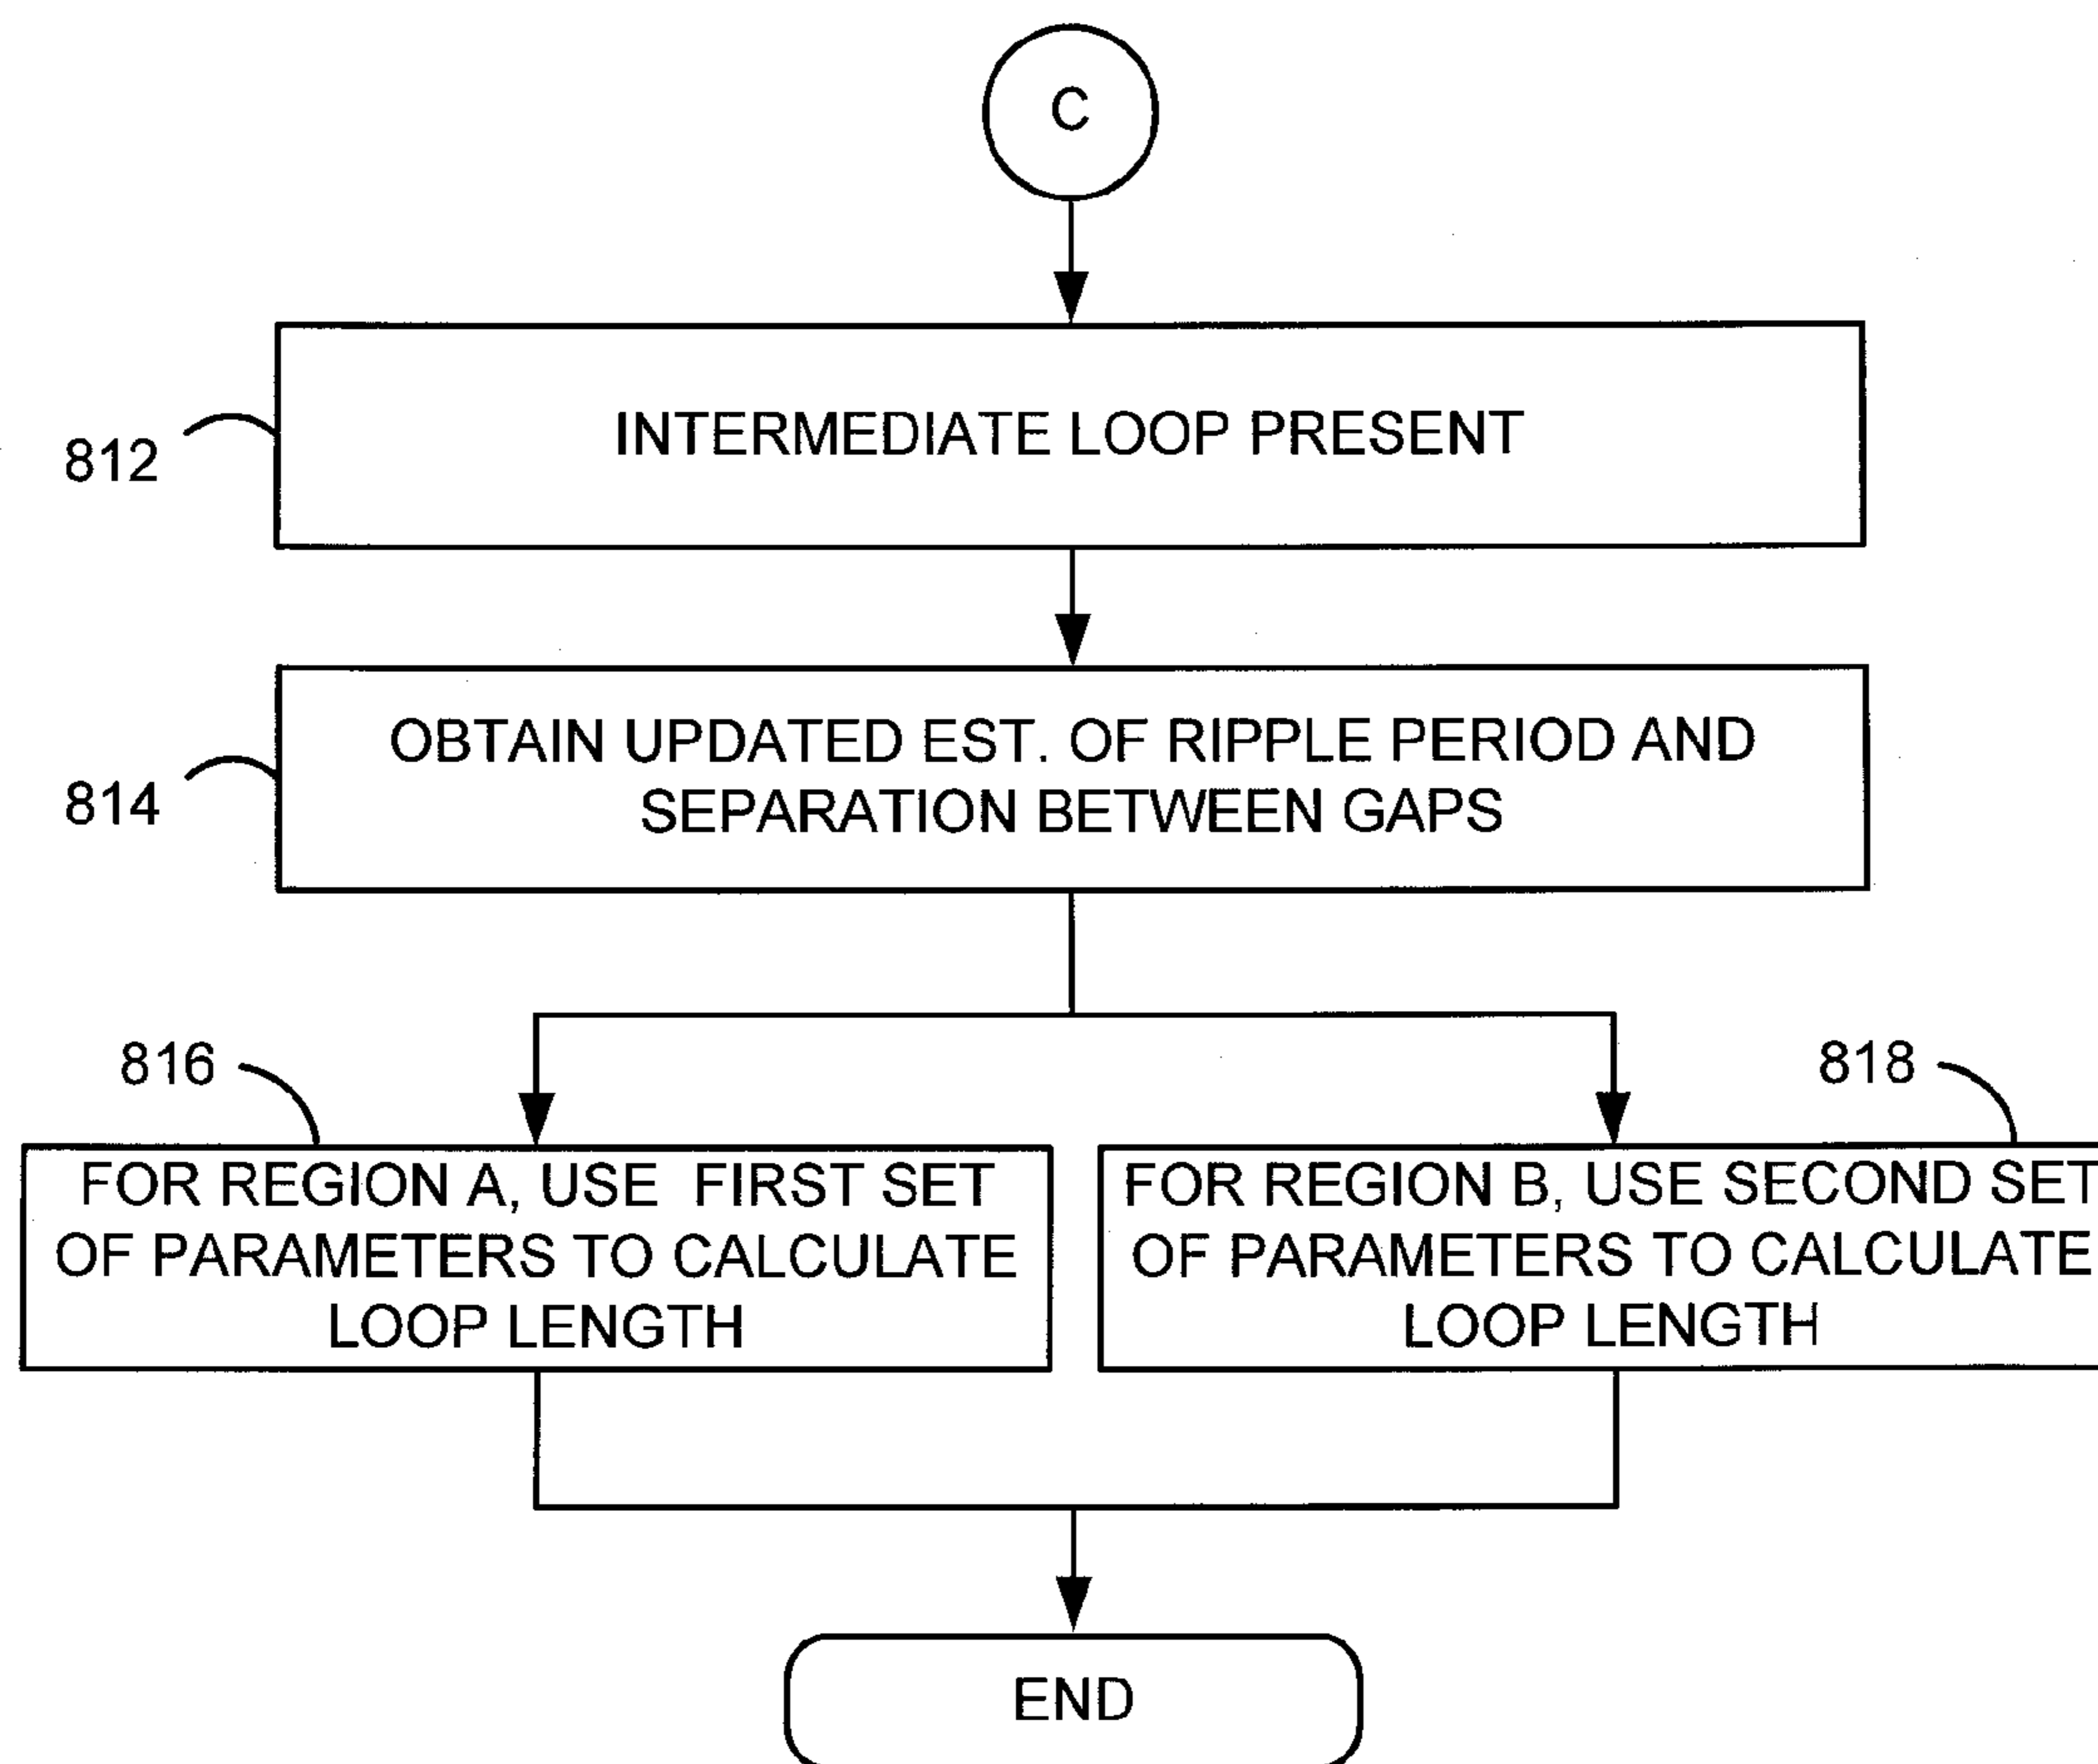 C
812
INTERMEDIATE LOOP PRESENT
814
OBTAIN UPDATED EST. OF RIPPLE PERIOD AND
SEPARATION BETWEEN GAPS
816
FOR REGION A, USE FIRST SET
OF PARAMETERS TO CALCULATE
LOOP LENGTH
818
FOR REGION B, USE SECOND SET
OF PARAMETERS TO CALCULATE
LOOP LENGTH
END